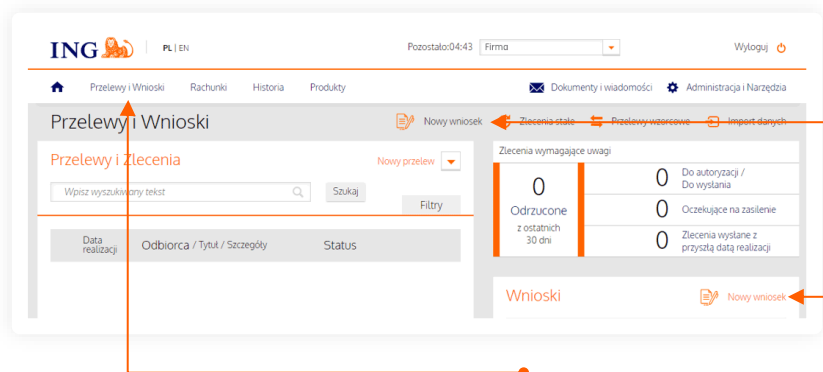 ING PL | EN Pozostało:04:43 Firma Wyloguj
Przelewy i Wnioski Rachunki Historia Produkty Dokumenty i wiadomości Administracja i Narzędzia
Przelewy i Wnioski Nowy wniosek Zlecenia stałe Przelewy wzorcowe Import danych
Przelewy i Zlecenia Nowy przelew
Wpisz wyszukiwany tekst Szukaj
Filtry
Data
realizacji
Odbiorca / Tytuł / Szczegóły Status
Zlecenia wymagające uwagi
0
Odrzucone
z ostatnich
30 dni
0 Do autoryzacji /
Do wysłania
0 Oczekujące na zasilenie
0 Zlecenia wysłane z
przyszłą datą realizacji
Wnioski Nowy wniosek